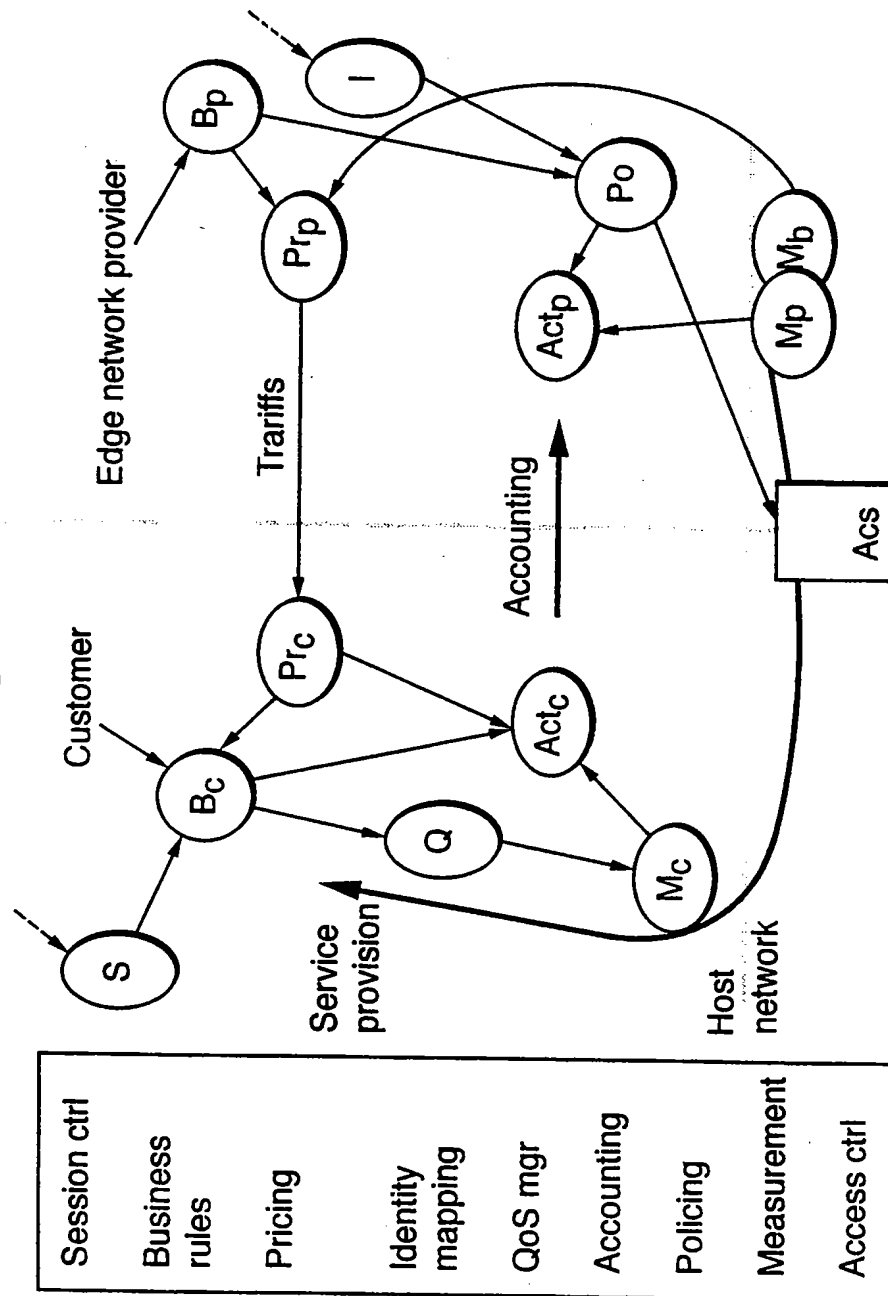 Session ctrl
Business
rules
Pricing
Identity
mapping
QoS mgr
Accounting
Policing
Measurement
Access ctrl
S
Customer
Edge network provider
Bc
Bp
Prc
Trariffs
Prp
I
Service
provision
Q
Actc
Accounting
Actp
Po
Mc
Host
network
Mp
Mb
Acs